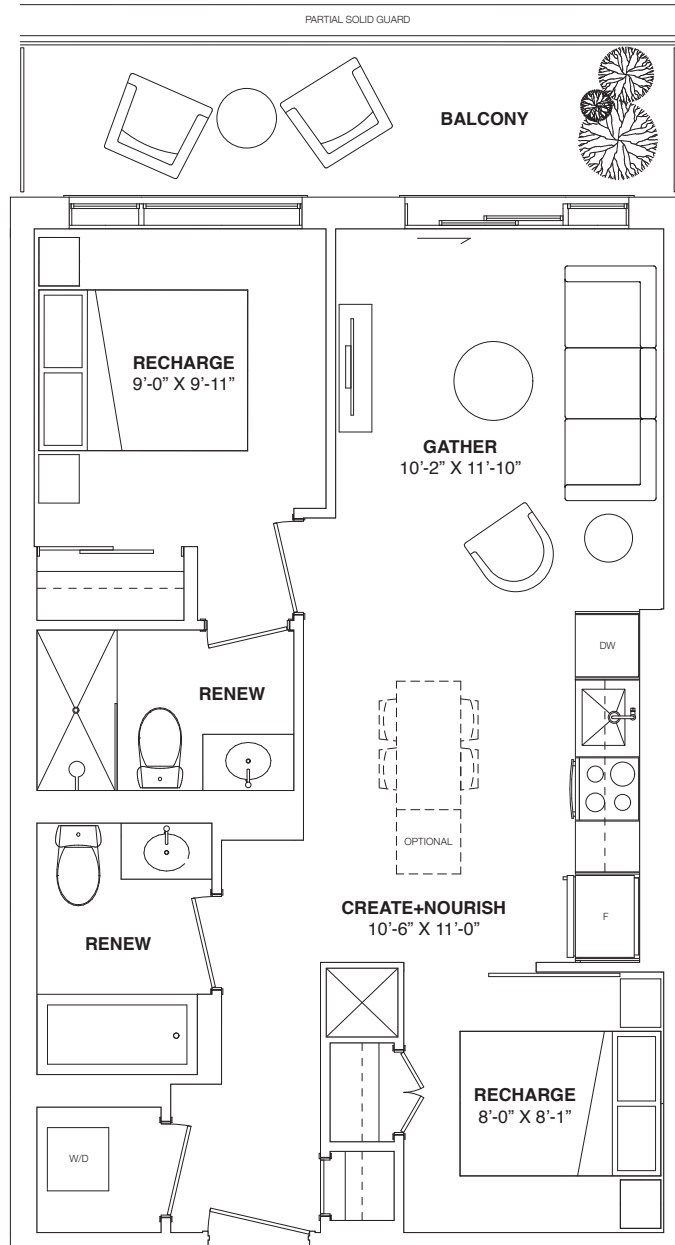 PARTIAL SOLID GUARD
BALCONY
RECHARGE
9’-0” X 9’-11”
GATHER
10’-2” X 11’-10”
DW
RENEW
OPTIONAL
CREATE+NOURISH
10’-6” X 11’-0”
F
RENEW
RECHARGE
8’-0” X 8’-1”
W/D